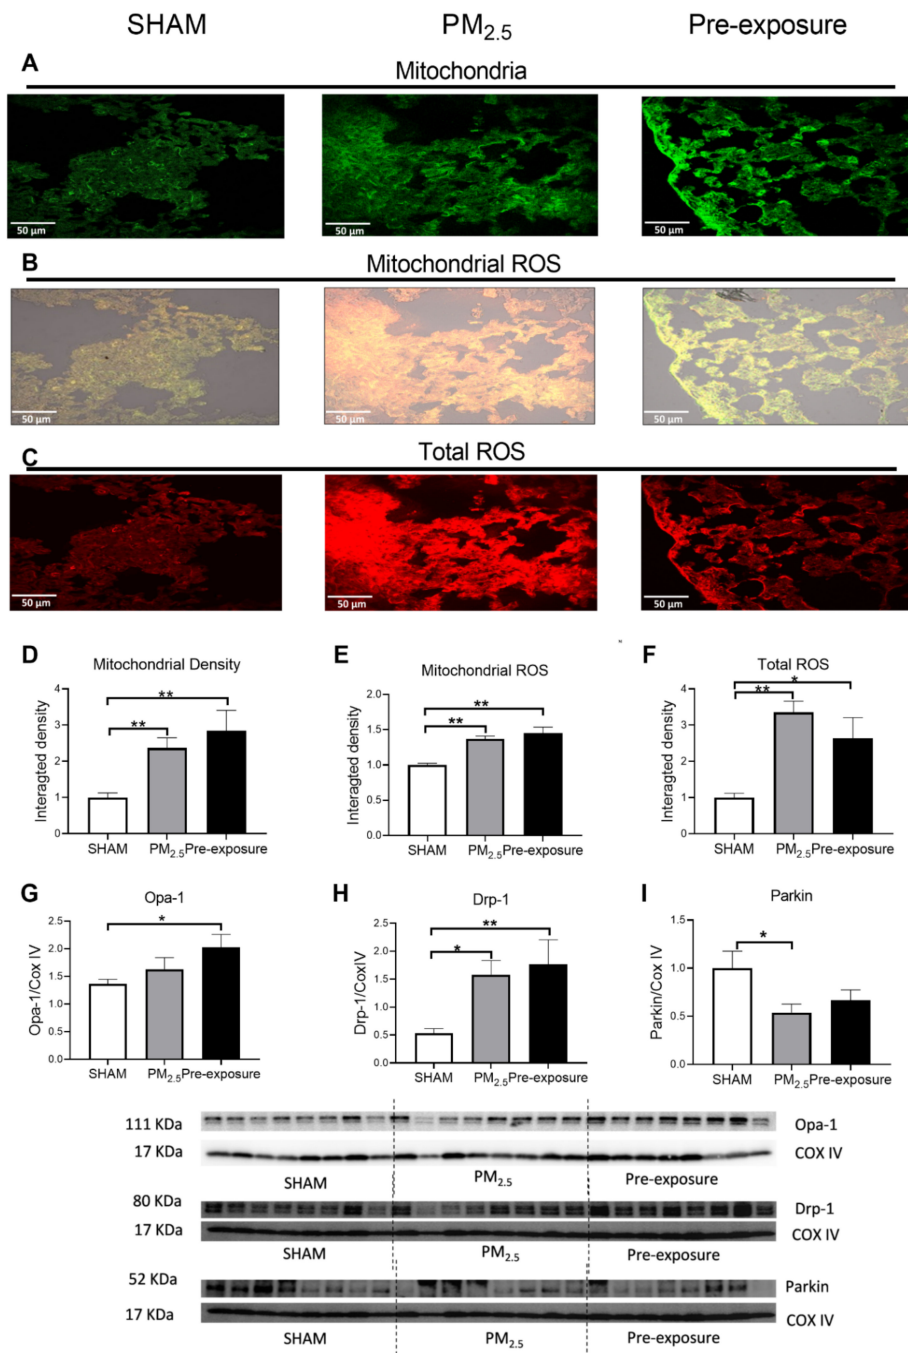 SHAM PM2.5 Pre-exposure
A
Mitochondria
50 µm 50 µm 50 µm
B
Mitochondrial ROS
50 µm 50 µm 50 µm
C
Total ROS
50 µm 50 µm 50 µm
D
Mitochondrial Density
Interagted density
4
3
2
1
0
**
**
SHAM PM2.5 Pre-exposure
E
Mitochondrial ROS
Interagted density
2.0
1.5
1.0
0.5
0.0
**
**
SHAM PM2.5 Pre-exposure
F
Total ROS
Interagted density
4
3
2
1
0
*
**
SHAM PM2.5 Pre-exposure
G
Opa-1
Opa-1/Cox IV
2.5
2.0
1.5
1.0
0.5
0.0
*
SHAM PM2.5 Pre-exposure
H
Drp-1
Drp-1/CoxIV
2.5
2.0
1.5
1.0
0.5
0.0
**
*
SHAM PM2.5 Pre-exposure
I
Parkin
Parkin/Cox IV
1.5
1.0
0.5
0.0
*
SHAM PM2.5 Pre-exposure
111 KDa Opa-1
17 KDa COX IV
SHAM PM2.5 Pre-exposure
80 KDa Drp-1
17 KDa COX IV
SHAM PM2.5 Pre-exposure
52 KDa Parkin
17 KDa COX IV
SHAM PM2.5 Pre-exposure